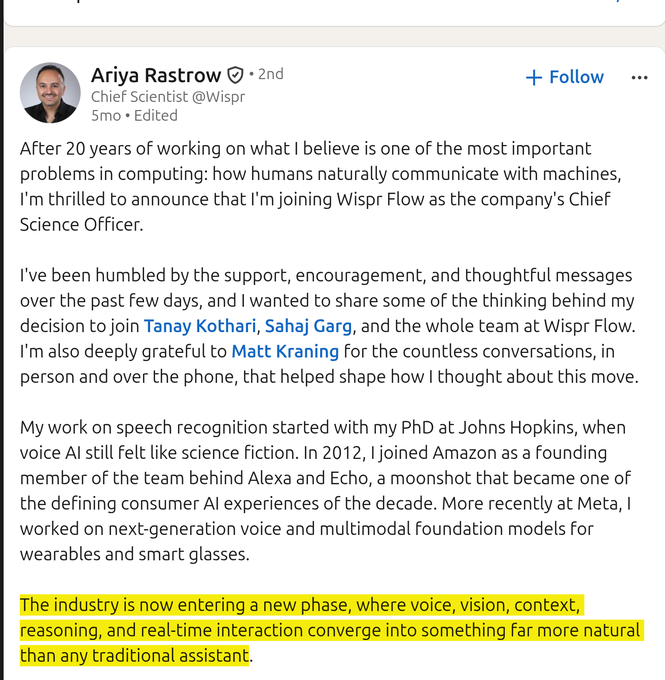 Ariya Rastrow • 2nd
+ Follow
Chief Scientist @Wispr
5mo • Edited
After 20 years of working on what I believe is one of the most important
problems in computing: how humans naturally communicate with machines,
I'm thrilled to announce that I'm joining Wispr Flow as the company's Chief
Science Officer.
I've been humbled by the support, encouragement, and thoughtful messages
over the past few days, and I wanted to share some of the thinking behind my
decision to join Tanay Kothari, Sahaj Garg, and the whole team at Wispr Flow.
I'm also deeply grateful to Matt Kraning for the countless conversations, in
person and over the phone, that helped shape how I thought about this move.
My work on speech recognition started with my PhD at Johns Hopkins, when
voice AI still felt like science fiction. In 2012, I joined Amazon as a founding
member of the team behind Alexa and Echo, a moonshot that became one of
the defining consumer AI experiences of the decade. More recently at Meta, I
worked on next-generation voice and multimodal foundation models for
wearables and smart glasses.
The industry is now entering a new phase, where voice, vision, context,
reasoning, and real-time interaction converge into something far more natural
than any traditional assistant.